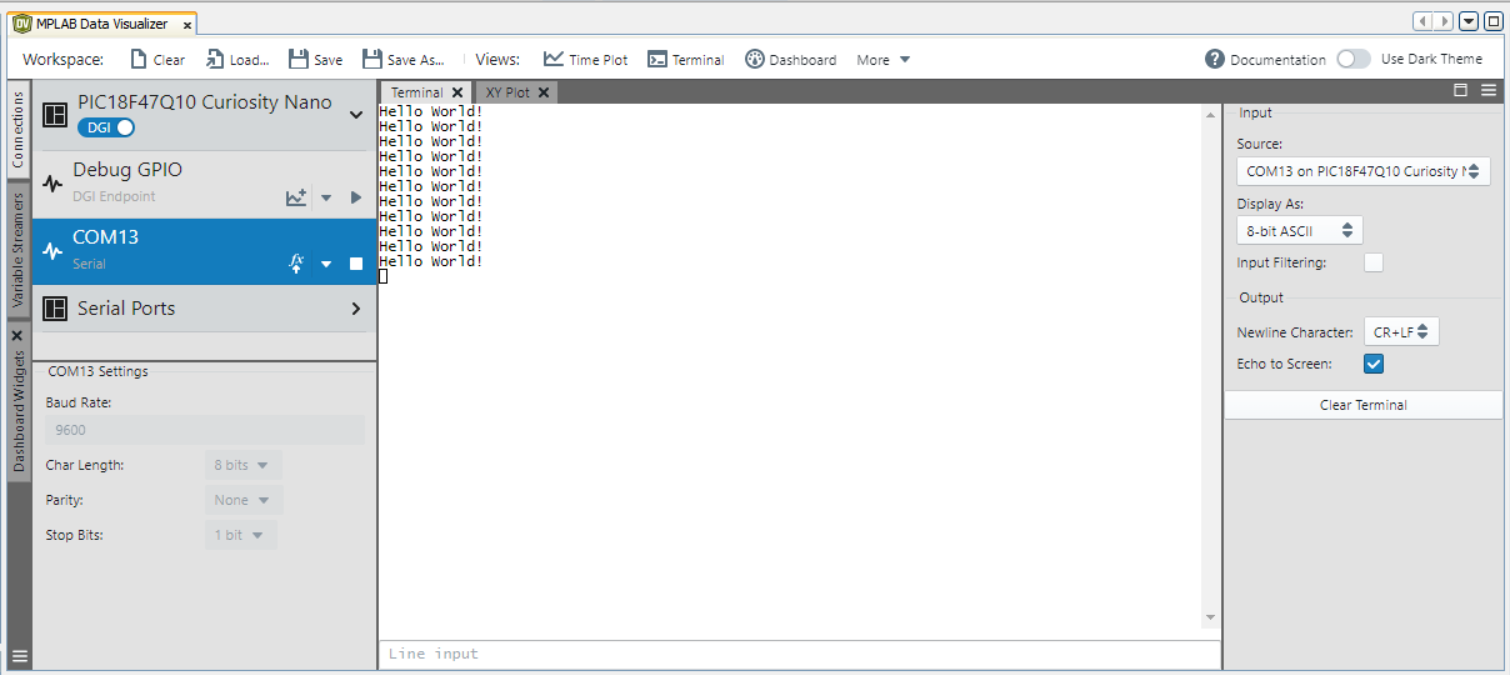 MPLAB Data Visualizer
Workspace: Clear Load... Save Save As... Views: Time Plot Terminal Dashboard More Documentation Use Dark Theme
Connections
Variable Streamers
Dashboard Widgets
PIC18F47Q10 Curiosity Nano
DGI
Debug GPIO
DGI Endpoint
COM13
Serial
fx
Serial Ports
COM13 Settings
Baud Rate:
9600
Char Length: 8 bits
Parity: None
Stop Bits: 1 bit
Terminal XY Plot
Hello World!
Hello World!
Hello World!
Hello World!
Hello World!
Hello World!
Hello World!
Hello World!
Hello World!
Hello World!
Hello World!
Line input
Input
Source:
COM13 on PIC18F47Q10 Curiosity
Display As:
8-bit ASCII
Input Filtering:
Output
Newline Character: CR+LF
Echo to Screen:
Clear Terminal